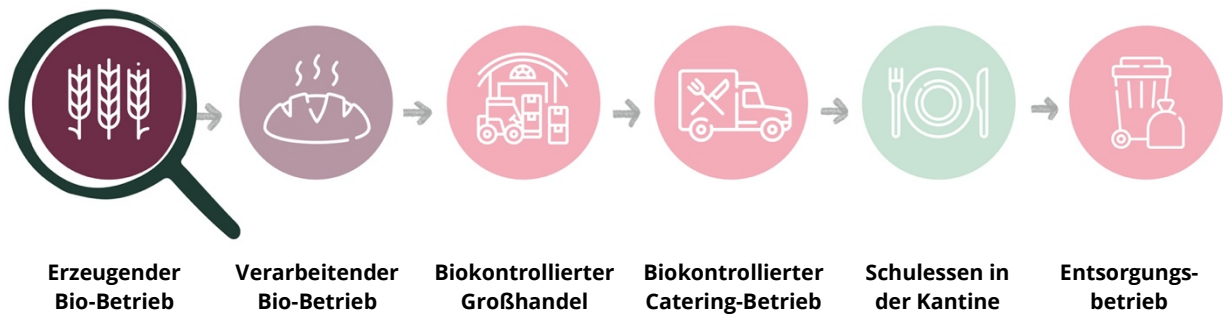 Erzeugender
Bio-Betrieb
Verarbeitender
Bio-Betrieb
Biokontrollierter
Großhandel
Biokontrollierter
Catering-Betrieb
Schulessen in
der Kantine
Entsorgungs-
betrieb